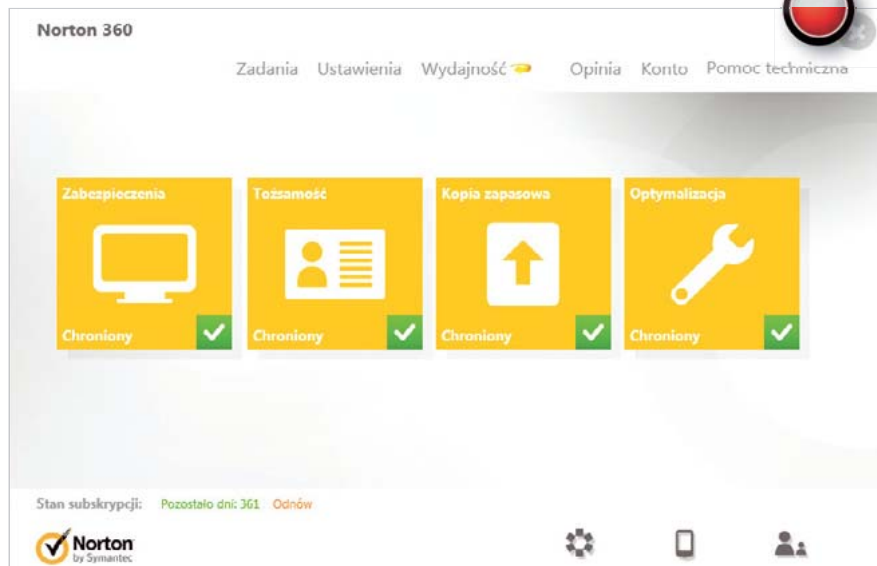 Norton 360
Zadania Ustawienia Wydajność Opinia Konto Pomoc techniczna
Zabezpieczenia Tożsamość Kopia zapasowa Optymalizacja
Chroniony Chroniony Chroniony Chroniony
Stan subskrypcji: Pozostało dni: 361 Odnów
Norton
by Symantec